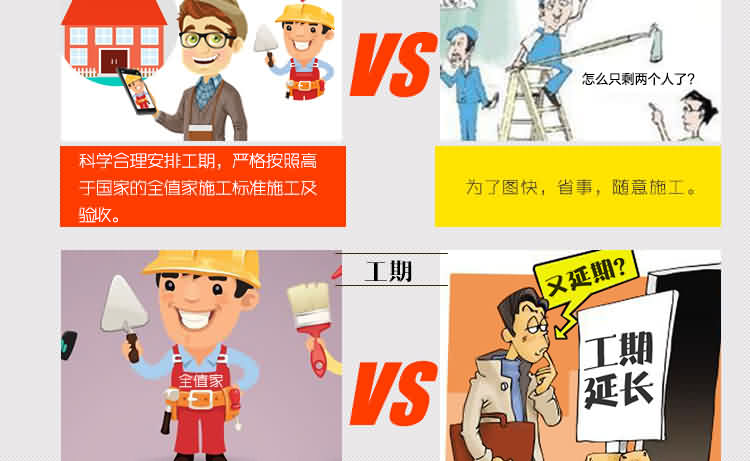 VS
怎么只剩两个人了?
科学合理安排工期，严格按照高
于国家的全值家施工标准施工及
验收。
为了图快，省事，随意施工。
工期
全值家
VS
又延期?
工期
延长